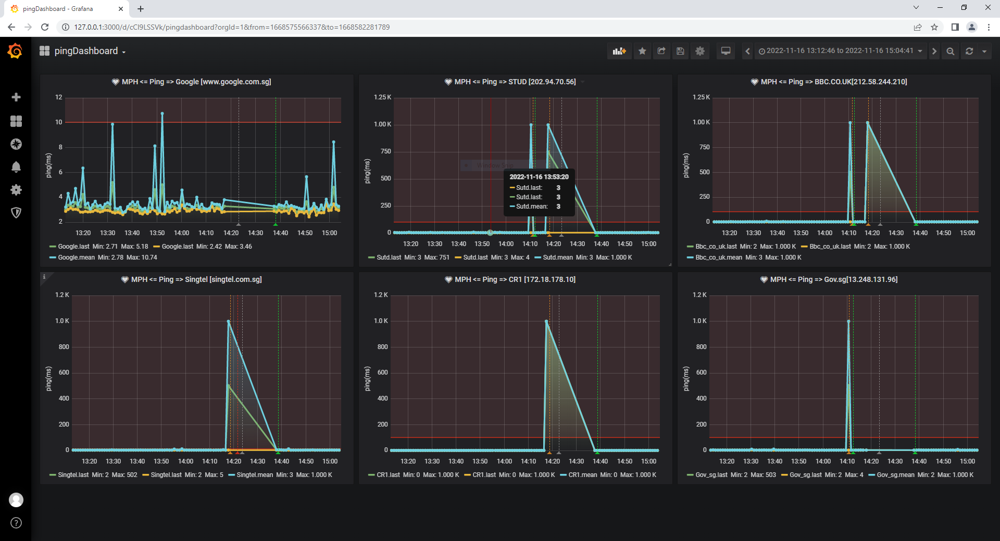 pingDashboard - Grafana
127.0.0.1:3000/d/cCI9LSSVk/pingdashboard?orgId=1&from=1668575566337&to=1668582281789
pingDashboard
2022-11-16 13:12:46 to 2022-11-16 15:04:41
MPH <= Ping => Google [www.google.com.sg]
12
10
8
6
4
2
ping(ms)
13:20 13:30 13:40 13:50 14:00 14:10 14:20 14:30 14:40 14:50 15:00
Google.last Min: 2.71 Max: 5.18 Google.last Min: 2.42 Max: 3.46
Google.mean Min: 2.78 Max: 10.74
MPH <= Ping => STUD [202.94.70.56]
1.25 K
1.00 K
750
500
250
0
ping(ms)
Window Snip
2022-11-16 13:53:20
Sutd.last: 3
Sutd.last: 3
Sutd.mean: 3
13:20 13:30 13:40 13:50 14:00 14:10 14:20 14:30 14:40 14:50 15:00
Sutd.last Min: 3 Max: 751 Sutd.last Min: 3 Max: 4 Sutd.mean Min: 3 Max: 1.000 K
MPH <= Ping => BBC.CO.UK[212.58.244.210]
1.25 K
1.00 K
750
500
250
0
ping(ms)
13:20 13:30 13:40 13:50 14:00 14:10 14:20 14:30 14:40 14:50 15:00
Bbc_co_uk.last Min: 2 Max: 1.000 K Bbc_co_uk.last Min: 2 Max: 1.000 K
Bbc_co_uk.mean Min: 3 Max: 1.000 K
i
MPH <= Ping => Singtel [singtel.com.sg]
1.2 K
1.0 K
800
600
400
200
0
ping(ms)
13:20 13:30 13:40 13:50 14:00 14:10 14:20 14:30 14:40 14:50 15:00
Singtel.last Min: 2 Max: 502 Singtel.last Min: 2 Max: 5 Singtel.mean Min: 3 Max: 1.000 K
MPH <= Ping => CR1 [172.18.178.10]
1.2 K
1.0 K
800
600
400
200
0
ping(ms)
13:20 13:30 13:40 13:50 14:00 14:10 14:20 14:30 14:40 14:50 15:00
CR1.last Min: 0 Max: 1.000 K CR1.last Min: 0 Max: 1.000 K CR1.mean Min: 0 Max: 1.000 K
MPH <= Ping => Gov.sg[13.248.131.96]
1.2 K
1.0 K
800
600
400
200
0
ping(ms)
13:20 13:30 13:40 13:50 14:00 14:10 14:20 14:30 14:40 14:50 15:00
Gov_sg.last Min: 2 Max: 503 Gov_sg.last Min: 2 Max: 4 Gov_sg.mean Min: 2 Max: 1.000 K